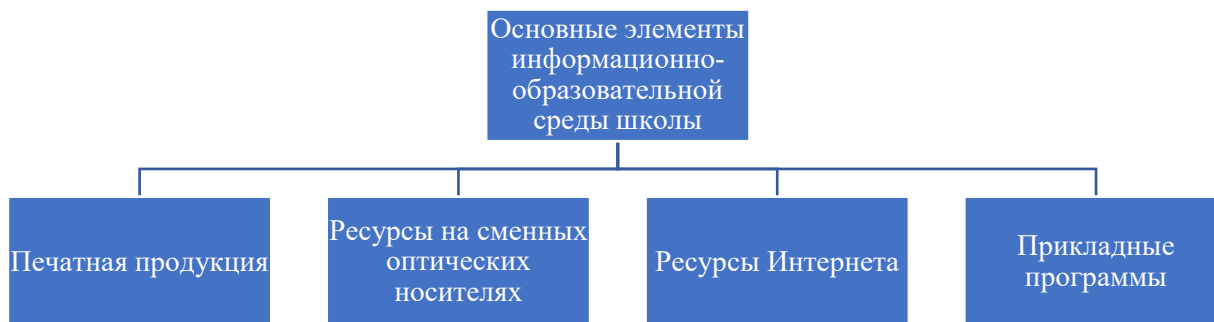 Основные элементы
информационно-
образовательной
среды школы
Печатная продукция
Ресурсы на сменных
оптических
носителях
Ресурсы Интернета
Прикладные
программы